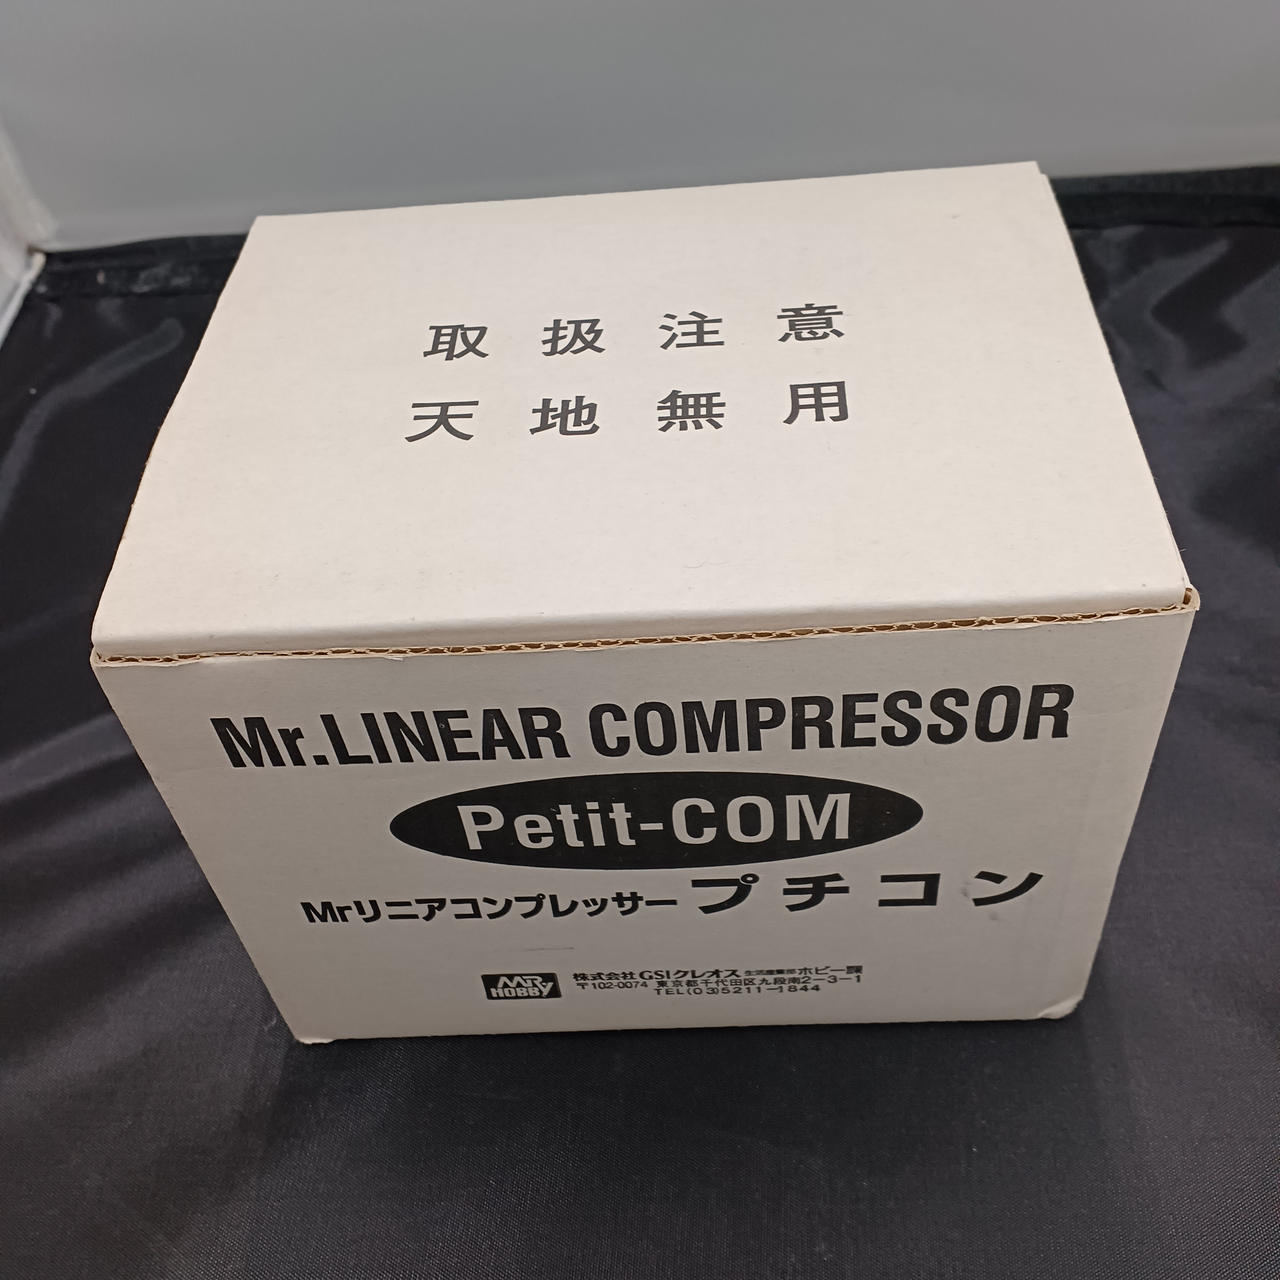 取扱注意
天地無用
Mr.LINEAR COMPRESSOR
Petit-COM
Mrリニアコンプレッサー プチコン
MR HOBBY
株式会社GSIクレオス 生活産業部ホビー課
〒102-0074 東京都千代田区九段南2-3-1
TEL(03)5211-1844